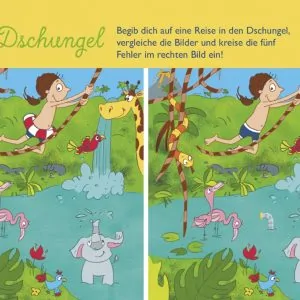 Dschungel
Begib dich auf eine Reise in den Dschungel,
vergleiche die Bilder und kreise die fünf
Fehler im rechten Bild ein!